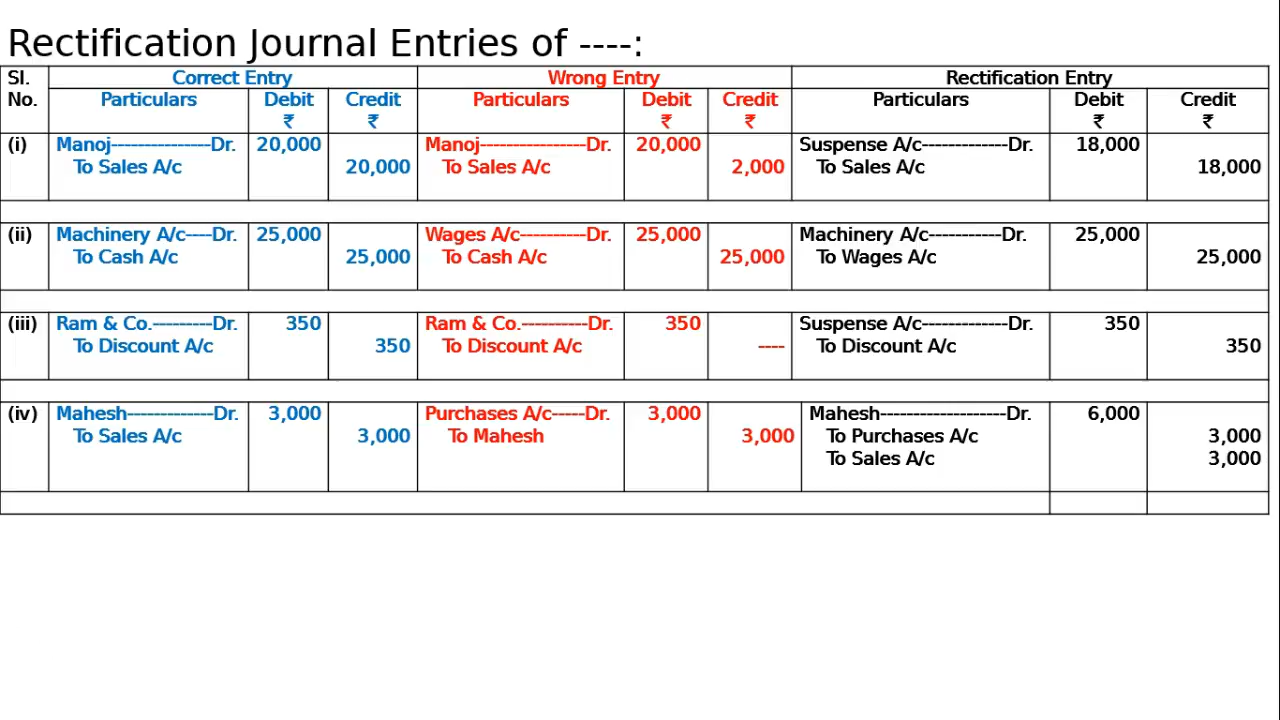 Rectification Journal Entries of ----:
Sl. No. Correct Entry Wrong Entry Rectification Entry
Particulars Debit ₹ Credit ₹ Particulars Debit ₹ Credit ₹ Particulars Debit ₹ Credit ₹
(i) Manoj---------------Dr. 20,000 Manoj----------------Dr. 20,000 Suspense A/c-------------Dr. 18,000
To Sales A/c 20,000 To Sales A/c 2,000 To Sales A/c 18,000
(ii) Machinery A/c----Dr. 25,000 Wages A/c----------Dr. 25,000 Machinery A/c-----------Dr. 25,000
To Cash A/c 25,000 To Cash A/c 25,000 To Wages A/c 25,000
(iii) Ram & Co.---------Dr. 350 Ram & Co.----------Dr. 350 Suspense A/c-------------Dr. 350
To Discount A/c 350 To Discount A/c ---- To Discount A/c 350
(iv) Mahesh-------------Dr. 3,000 Purchases A/c-----Dr. 3,000 Mahesh-------------------Dr. 6,000
To Sales A/c 3,000 To Mahesh 3,000 To Purchases A/c 3,000
To Sales A/c 3,000